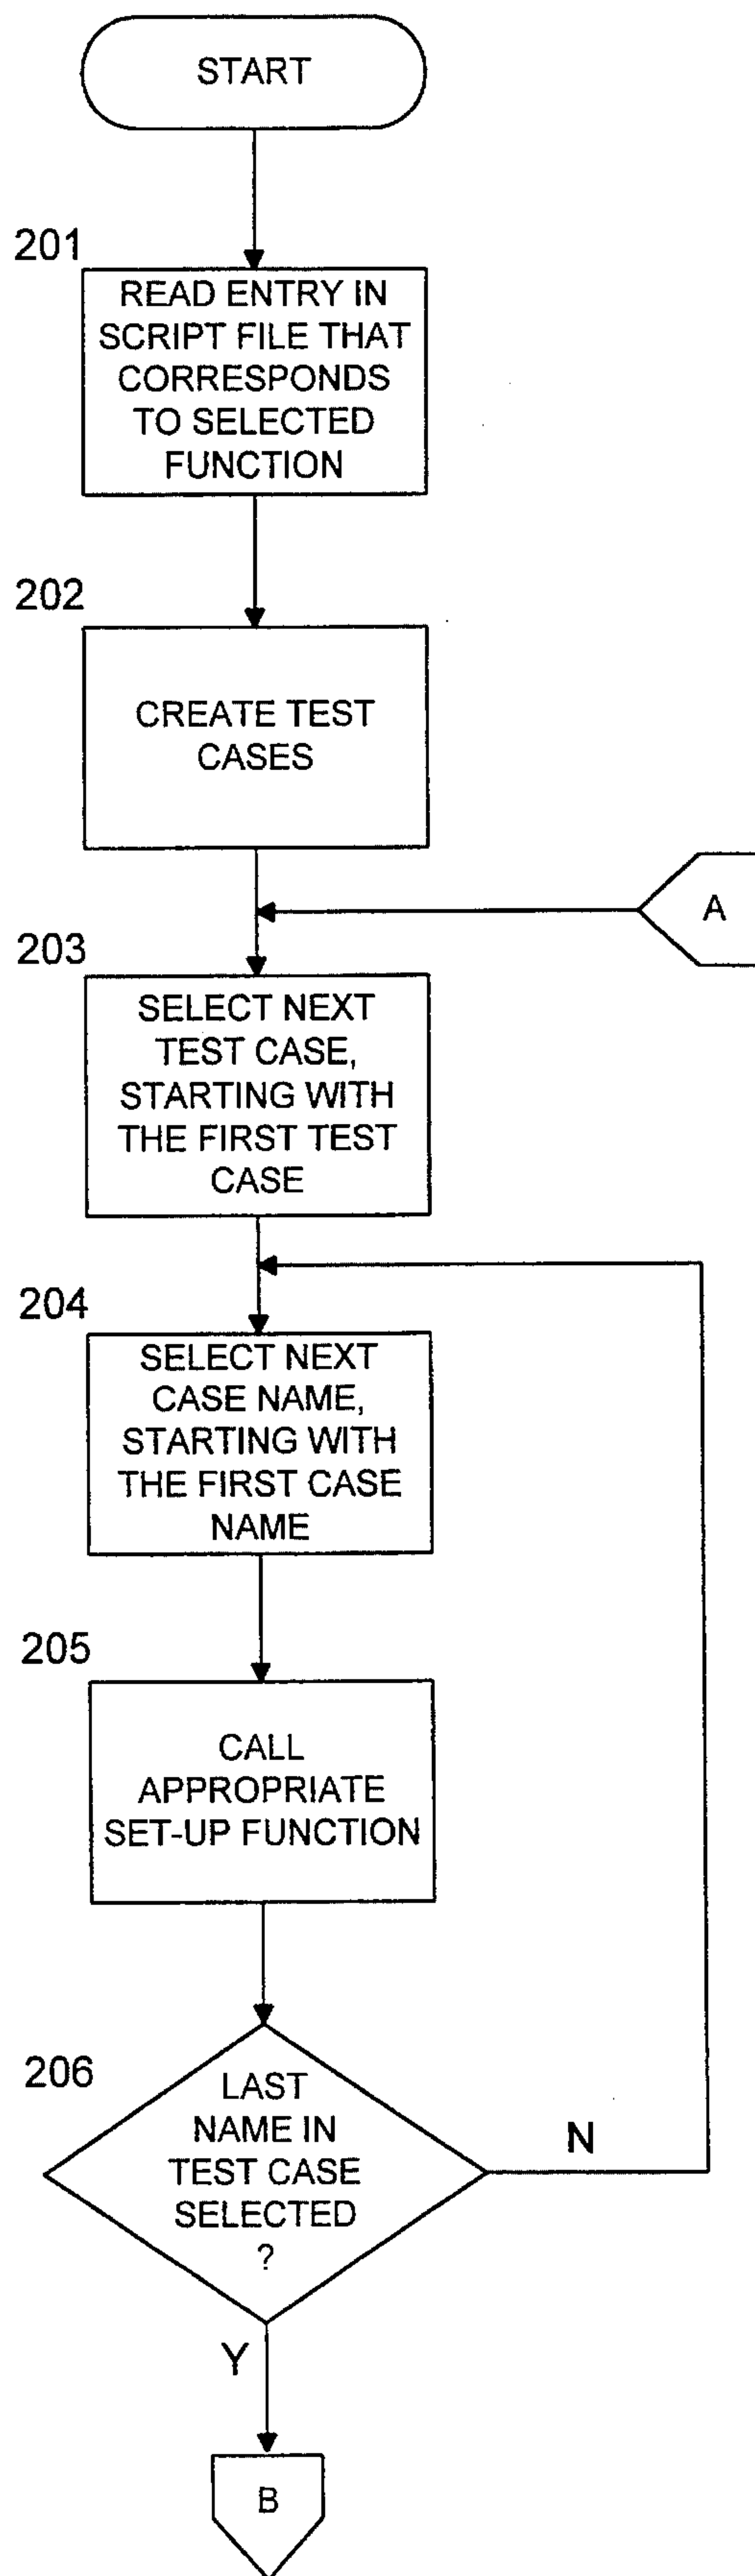 START
201
READ ENTRY IN
SCRIPT FILE THAT
CORRESPONDS
TO SELECTED
FUNCTION
202
CREATE TEST
CASES
A
203
SELECT NEXT
TEST CASE,
STARTING WITH
THE FIRST TEST
CASE
204
SELECT NEXT
CASE NAME,
STARTING WITH
THE FIRST CASE
NAME
205
CALL
APPROPRIATE
SET-UP FUNCTION
206
LAST
NAME IN
TEST CASE
SELECTED
?
N
Y
B